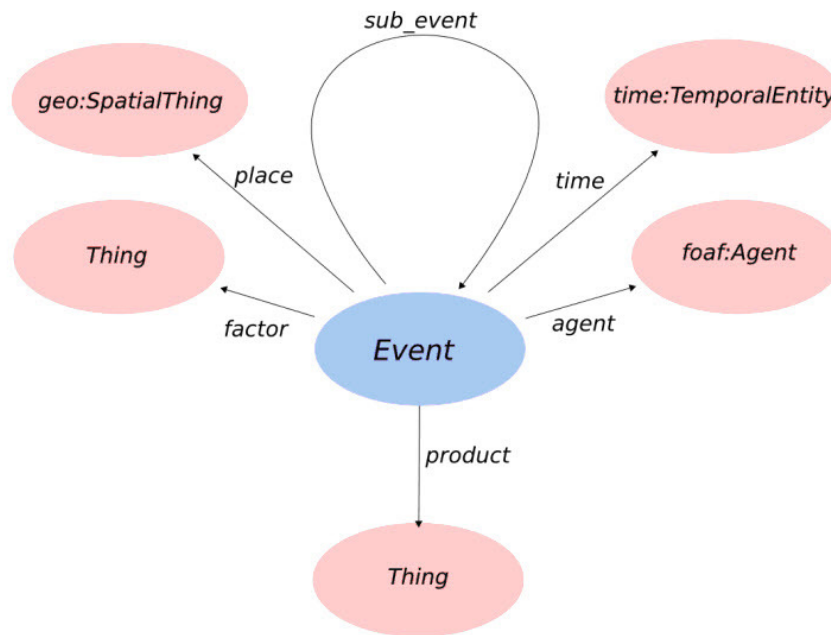 sub_event
geo:SpatialThing
time:TemporalEntity
place
time
Thing
foaf:Agent
factor
agent
Event
product
Thing